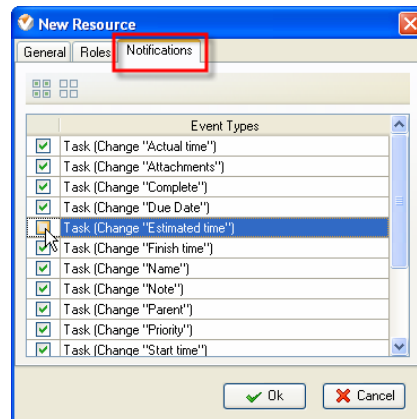 New Resource
General Roles Notifications
Event Types
Task (Change "Actual time")
Task (Change "Attachments")
Task (Change "Complete")
Task (Change "Due Date")
Task (Change "Estimated time")
Task (Change "Finish time")
Task (Change "Name")
Task (Change "Note")
Task (Change "Parent")
Task (Change "Priority")
Task (Change "Start time")
Ok Cancel